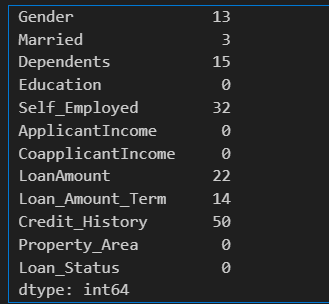 Gender 13
Married 3
Dependents 15
Education 0
Self_Employed 32
ApplicantIncome 0
CoapplicantIncome 0
LoanAmount 22
Loan_Amount_Term 14
Credit_History 50
Property_Area 0
Loan_Status 0
dtype: int64